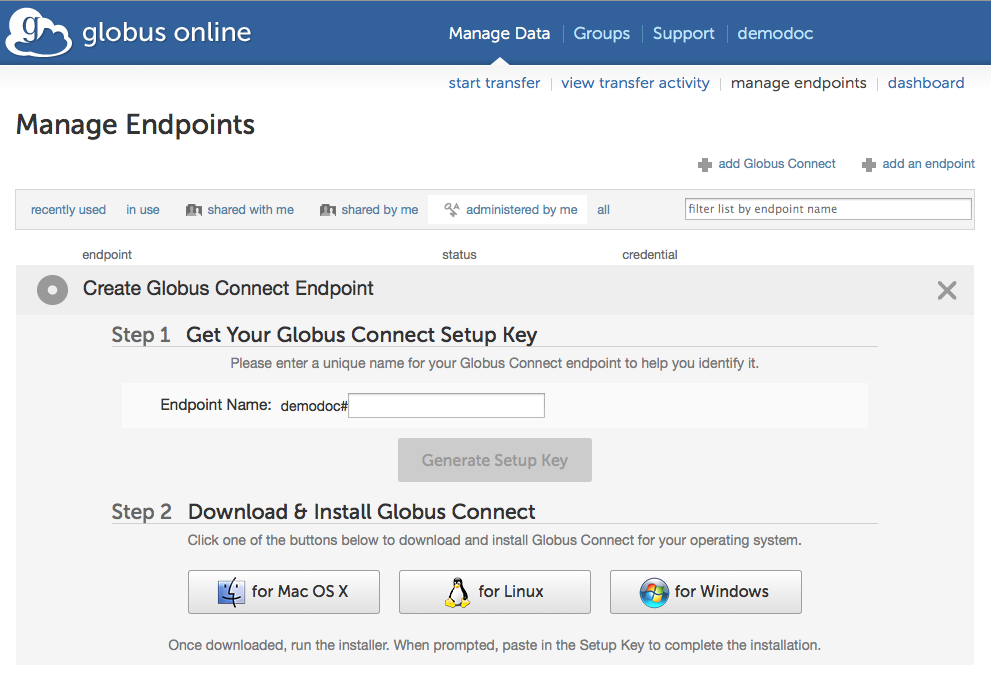 g globus online
Manage Data Groups Support demodoc
start transfer view transfer activity manage endpoints dashboard
Manage Endpoints
add Globus Connect add an endpoint
recently used in use shared with me shared by me administered by me all filter list by endpoint name
endpoint status credential
Create Globus Connect Endpoint
Step 1 Get Your Globus Connect Setup Key
Please enter a unique name for your Globus Connect endpoint to help you identify it.
Endpoint Name: demodoc#
Generate Setup Key
Step 2 Download & Install Globus Connect
Click one of the buttons below to download and install Globus Connect for your operating system.
for Mac OS X for Linux for Windows
Once downloaded, run the installer. When prompted, paste in the Setup Key to complete the installation.